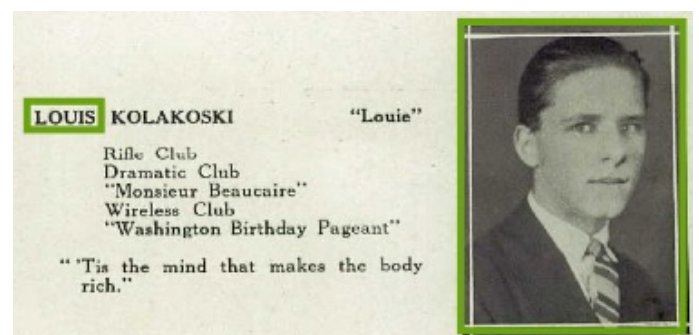 LOUIS KOLAKOSKI "Louie"
Rifle Club
Dramatic Club
"Monsieur Beaucaire"
Wireless Club
"Washington Birthday Pageant"
" 'Tis the mind that makes the body
rich."